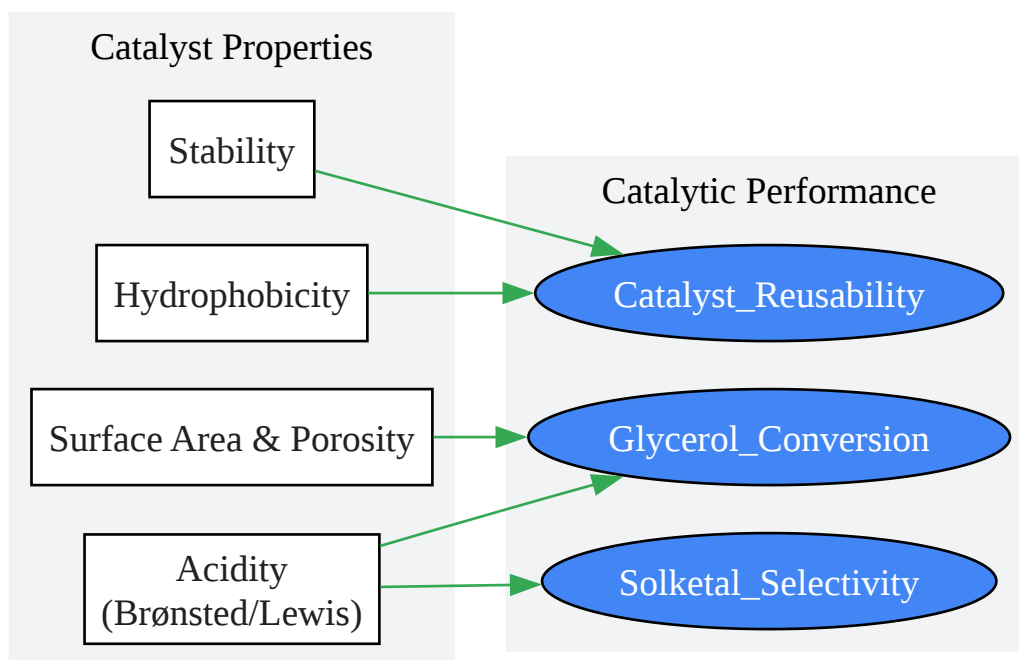 Catalyst Properties
Stability
Hydrophobicity
Surface Area & Porosity
Acidity
(Brønsted/Lewis)
Catalytic Performance
Catalyst_Reusability
Glycerol_Conversion
Solketal_Selectivity